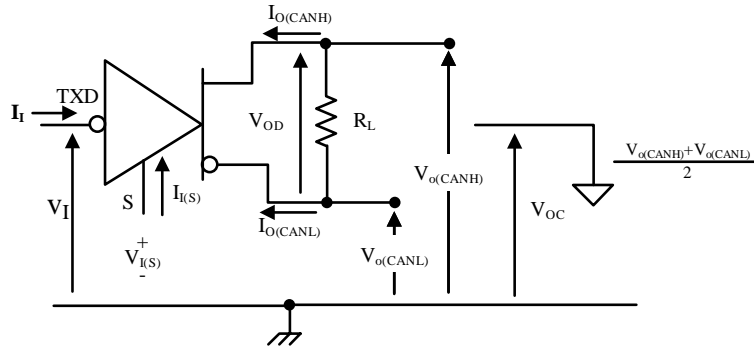 I_O(CANH)
TXD
I_I
V_OD
R_L
V_o(CANH)+V_o(CANL)
2
V_o(CANH)
V_I
S
I_I(S)
V_OC
I_O(CANL)
+
V_I(S)
-
V_o(CANL)